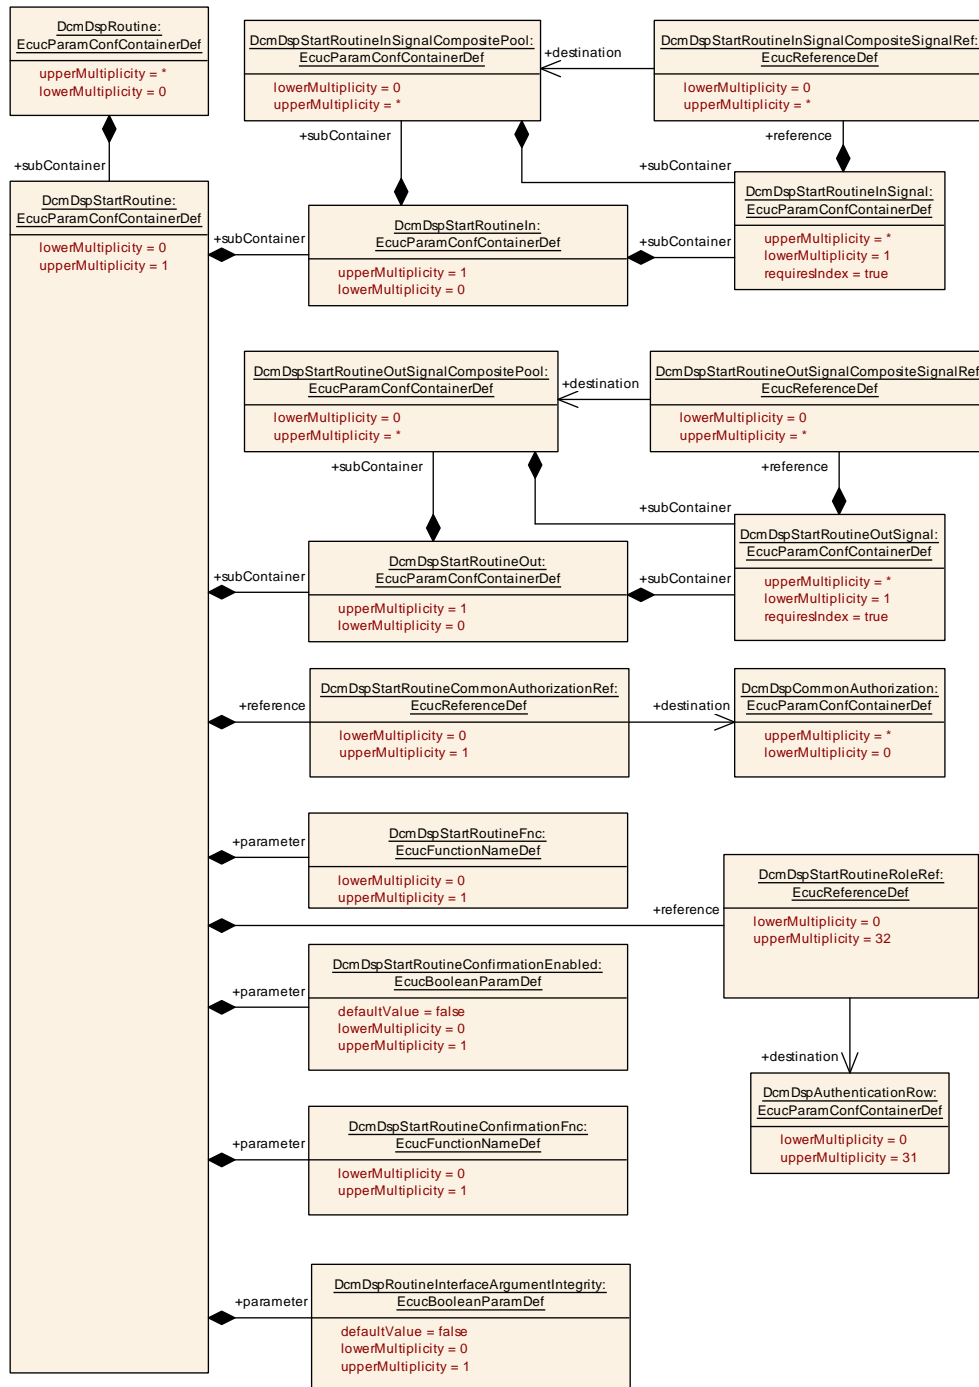 DcmDspRoutine:
EcucParamConfContainerDef
upperMultiplicity = *
lowerMultiplicity = 0
+subContainer
DcmDspStartRoutine:
EcucParamConfContainerDef
lowerMultiplicity = 0
upperMultiplicity = 1
DcmDspStartRoutineInSignalCompositePool:
EcucParamConfContainerDef
lowerMultiplicity = 0
upperMultiplicity = *
+destination
DcmDspStartRoutineInSignalCompositeSignalRef:
EcucReferenceDef
lowerMultiplicity = 0
upperMultiplicity = *
+subContainer
+subContainer
+reference
DcmDspStartRoutineInSignal:
EcucParamConfContainerDef
upperMultiplicity = *
lowerMultiplicity = 1
requiresIndex = true
+subContainer
DcmDspStartRoutineIn:
EcucParamConfContainerDef
upperMultiplicity = 1
lowerMultiplicity = 0
+subContainer
DcmDspStartRoutineOutSignalCompositePool:
EcucParamConfContainerDef
lowerMultiplicity = 0
upperMultiplicity = *
+destination
DcmDspStartRoutineOutSignalCompositeSignalRef:
EcucReferenceDef
lowerMultiplicity = 0
upperMultiplicity = *
+subContainer
+reference
+subContainer
DcmDspStartRoutineOutSignal:
EcucParamConfContainerDef
upperMultiplicity = *
lowerMultiplicity = 1
requiresIndex = true
+subContainer
DcmDspStartRoutineOut:
EcucParamConfContainerDef
upperMultiplicity = 1
lowerMultiplicity = 0
+subContainer
+reference
DcmDspStartRoutineCommonAuthorizationRef:
EcucReferenceDef
lowerMultiplicity = 0
upperMultiplicity = 1
+destination
DcmDspCommonAuthorization:
EcucParamConfContainerDef
upperMultiplicity = *
lowerMultiplicity = 0
+parameter
DcmDspStartRoutineFnc:
EcucFunctionNameDef
lowerMultiplicity = 0
upperMultiplicity = 1
+reference
DcmDspStartRoutineRoleRef:
EcucReferenceDef
lowerMultiplicity = 0
upperMultiplicity = 32
+parameter
DcmDspStartRoutineConfirmationEnabled:
EcucBooleanParamDef
defaultValue = false
lowerMultiplicity = 0
upperMultiplicity = 1
+destination
DcmDspAuthenticationRow:
EcucParamConfContainerDef
lowerMultiplicity = 0
upperMultiplicity = 31
+parameter
DcmDspStartRoutineConfirmationFnc:
EcucFunctionNameDef
lowerMultiplicity = 0
upperMultiplicity = 1
+parameter
DcmDspRoutineInterfaceArgumentIntegrity:
EcucBooleanParamDef
defaultValue = false
lowerMultiplicity = 0
upperMultiplicity = 1